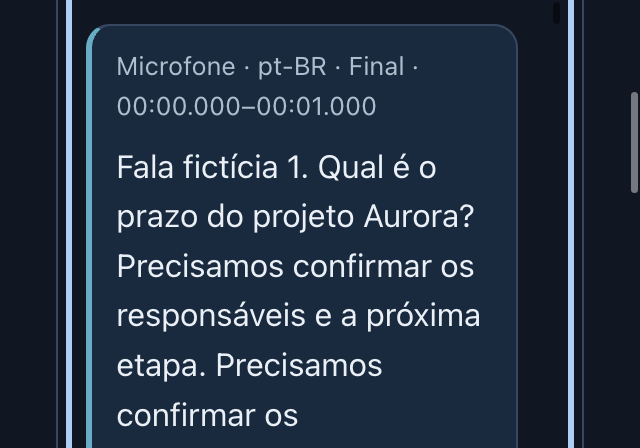 Microfone · pt-BR · Final ·
00:00.000–00:01.000
Fala fictícia 1. Qual é o
prazo do projeto Aurora?
Precisamos confirmar os
responsáveis e a próxima
etapa. Precisamos
confirmar os